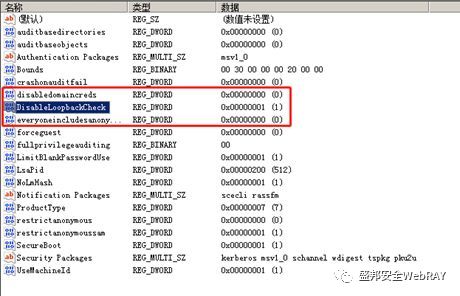 名称 类型 数据
(默认) REG_SZ (数值未设置)
auditbasedirectories REG_DWORD 0x00000000 (0)
auditbaseobjects REG_DWORD 0x00000000 (0)
Authentication Packages REG_MULTI_SZ msv1_0
Bounds REG_BINARY 00 30 00 00 00 20 00 00
crashonauditfail REG_DWORD 0x00000000 (0)
disabledomaincreds REG_DWORD 0x00000000 (0)
DisableLoopbackCheck REG_DWORD 0x00000001 (1)
everyoneincludesanony... REG_DWORD 0x00000000 (0)
forceguest REG_DWORD 0x00000000 (0)
fullprivilegeauditing REG_BINARY 00
LimitBlankPasswordUse REG_DWORD 0x00000001 (1)
LsaPid REG_DWORD 0x00000200 (512)
NoLmHash REG_DWORD 0x00000001 (1)
Notification Packages REG_MULTI_SZ scecli rassfm
ProductType REG_DWORD 0x00000007 (7)
restrictanonymous REG_DWORD 0x00000000 (0)
restrictanonymoussam REG_DWORD 0x00000001 (1)
SecureBoot REG_DWORD 0x00000001 (1)
Security Packages REG_MULTI_SZ kerberos msv1_0 schannel wdigest tspkg pku2u
UseMachineId REG_DWORD 0x00000001 (1)
盛邦安全WebRAY